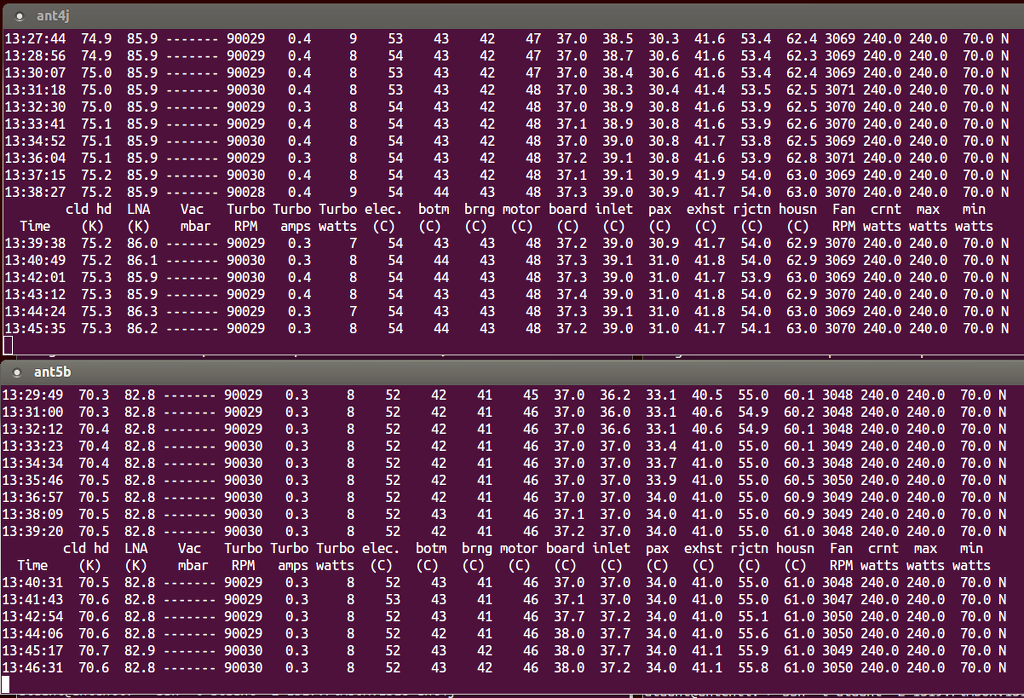 ant4j
13:27:44 74.9 85.9 ------- 90029 0.4 9 53 43 42 47 37.0 38.5 30.3 41.6 53.4 62.4 3069 240.0 240.0 70.0 N
13:28:56 74.9 85.9 ------- 90029 0.4 8 54 43 42 47 37.0 38.7 30.6 41.6 53.4 62.3 3069 240.0 240.0 70.0 N
13:30:07 75.0 85.9 ------- 90029 0.4 8 53 43 42 47 37.0 38.4 30.6 41.6 53.4 62.4 3069 240.0 240.0 70.0 N
13:31:18 75.0 85.9 ------- 90030 0.4 8 53 43 42 48 37.0 38.3 30.4 41.4 53.5 62.5 3071 240.0 240.0 70.0 N
13:32:30 75.0 85.9 ------- 90029 0.3 8 54 43 42 48 37.0 38.9 30.8 41.6 53.9 62.5 3070 240.0 240.0 70.0 N
13:33:41 75.1 85.9 ------- 90029 0.4 8 54 43 42 48 37.1 38.9 30.8 41.6 53.9 62.6 3070 240.0 240.0 70.0 N
13:34:52 75.1 85.9 ------- 90030 0.4 8 54 43 42 48 37.0 39.0 30.8 41.7 53.8 62.5 3069 240.0 240.0 70.0 N
13:36:04 75.1 85.9 ------- 90029 0.3 8 54 43 42 48 37.2 39.1 30.8 41.6 53.9 62.8 3071 240.0 240.0 70.0 N
13:37:15 75.2 85.9 ------- 90030 0.4 8 54 43 42 48 37.1 39.1 30.9 41.9 54.0 63.0 3069 240.0 240.0 70.0 N
13:38:27 75.2 85.9 ------- 90028 0.4 9 54 44 43 48 37.3 39.0 30.9 41.7 54.0 63.0 3070 240.0 240.0 70.0 N
cld hd LNA Vac Turbo Turbo Turbo elec. botm brng motor board inlet pax exhst rjctn housn Fan crnt max min
Time (K) (K) mbar RPM amps watts (C) (C) (C) (C) (C) (C) (C) (C) (C) (C) RPM watts watts watts
13:39:38 75.2 86.0 ------- 90029 0.3 7 54 43 43 48 37.2 39.0 30.9 41.7 54.0 62.9 3070 240.0 240.0 70.0 N
13:40:49 75.2 86.1 ------- 90030 0.3 8 54 44 43 48 37.3 39.1 31.0 41.8 54.0 62.9 3069 240.0 240.0 70.0 N
13:42:01 75.3 85.9 ------- 90030 0.4 8 54 44 43 48 37.3 39.0 31.0 41.7 53.9 63.0 3069 240.0 240.0 70.0 N
13:43:12 75.3 85.9 ------- 90029 0.4 8 54 43 43 48 37.4 39.0 31.0 41.8 54.0 62.9 3070 240.0 240.0 70.0 N
13:44:24 75.3 86.3 ------- 90029 0.3 7 54 43 43 48 37.3 39.1 31.0 41.8 54.0 63.0 3069 240.0 240.0 70.0 N
13:45:35 75.3 86.2 ------- 90029 0.3 8 54 44 43 48 37.2 39.0 31.0 41.7 54.1 63.0 3070 240.0 240.0 70.0 N
ant5b
13:29:49 70.3 82.8 ------- 90029 0.3 8 52 42 41 45 37.0 36.2 33.1 40.5 55.0 60.1 3048 240.0 240.0 70.0 N
13:31:00 70.3 82.8 ------- 90029 0.3 8 52 42 41 46 37.0 36.0 33.1 40.6 54.9 60.2 3048 240.0 240.0 70.0 N
13:32:12 70.4 82.8 ------- 90029 0.3 8 52 42 41 46 37.0 36.6 33.1 40.6 54.9 60.1 3048 240.0 240.0 70.0 N
13:33:23 70.4 82.8 ------- 90030 0.3 8 52 42 41 46 37.0 37.0 33.4 41.0 55.0 60.1 3049 240.0 240.0 70.0 N
13:34:34 70.4 82.8 ------- 90030 0.3 8 52 42 41 46 37.0 37.0 33.7 41.0 55.0 60.3 3048 240.0 240.0 70.0 N
13:35:46 70.5 82.8 ------- 90030 0.3 8 52 42 41 46 37.0 37.0 33.9 41.0 55.0 60.5 3050 240.0 240.0 70.0 N
13:36:57 70.5 82.8 ------- 90030 0.3 8 52 42 41 46 37.0 37.0 34.0 41.0 55.0 60.9 3049 240.0 240.0 70.0 N
13:38:09 70.5 82.8 ------- 90030 0.3 8 52 43 41 46 37.1 37.0 34.0 41.0 55.0 60.9 3049 240.0 240.0 70.0 N
13:39:20 70.5 82.8 ------- 90030 0.3 8 52 42 41 46 37.2 37.0 34.0 41.0 55.0 61.0 3048 240.0 240.0 70.0 N
cld hd LNA Vac Turbo Turbo Turbo elec. botm brng motor board inlet pax exhst rjctn housn Fan crnt max min
Time (K) (K) mbar RPM amps watts (C) (C) (C) (C) (C) (C) (C) (C) (C) (C) RPM watts watts watts
13:40:31 70.5 82.8 ------- 90029 0.3 8 52 43 41 46 37.0 37.0 34.0 41.0 55.0 61.0 3048 240.0 240.0 70.0 N
13:41:43 70.6 82.8 ------- 90029 0.3 8 53 43 41 46 37.1 37.0 34.0 41.0 55.0 61.0 3047 240.0 240.0 70.0 N
13:42:54 70.6 82.8 ------- 90029 0.3 8 52 43 41 46 37.7 37.2 34.0 41.0 55.1 61.0 3050 240.0 240.0 70.0 N
13:44:06 70.6 82.8 ------- 90029 0.3 8 52 42 41 46 38.0 37.7 34.0 41.0 55.6 61.0 3050 240.0 240.0 70.0 N
13:45:17 70.7 82.9 ------- 90030 0.3 8 52 43 42 46 38.0 37.7 34.0 41.1 55.9 61.0 3049 240.0 240.0 70.0 N
13:46:31 70.6 82.8 ------- 90030 0.3 8 52 43 42 46 38.0 37.2 34.0 41.1 55.8 61.0 3050 240.0 240.0 70.0 N